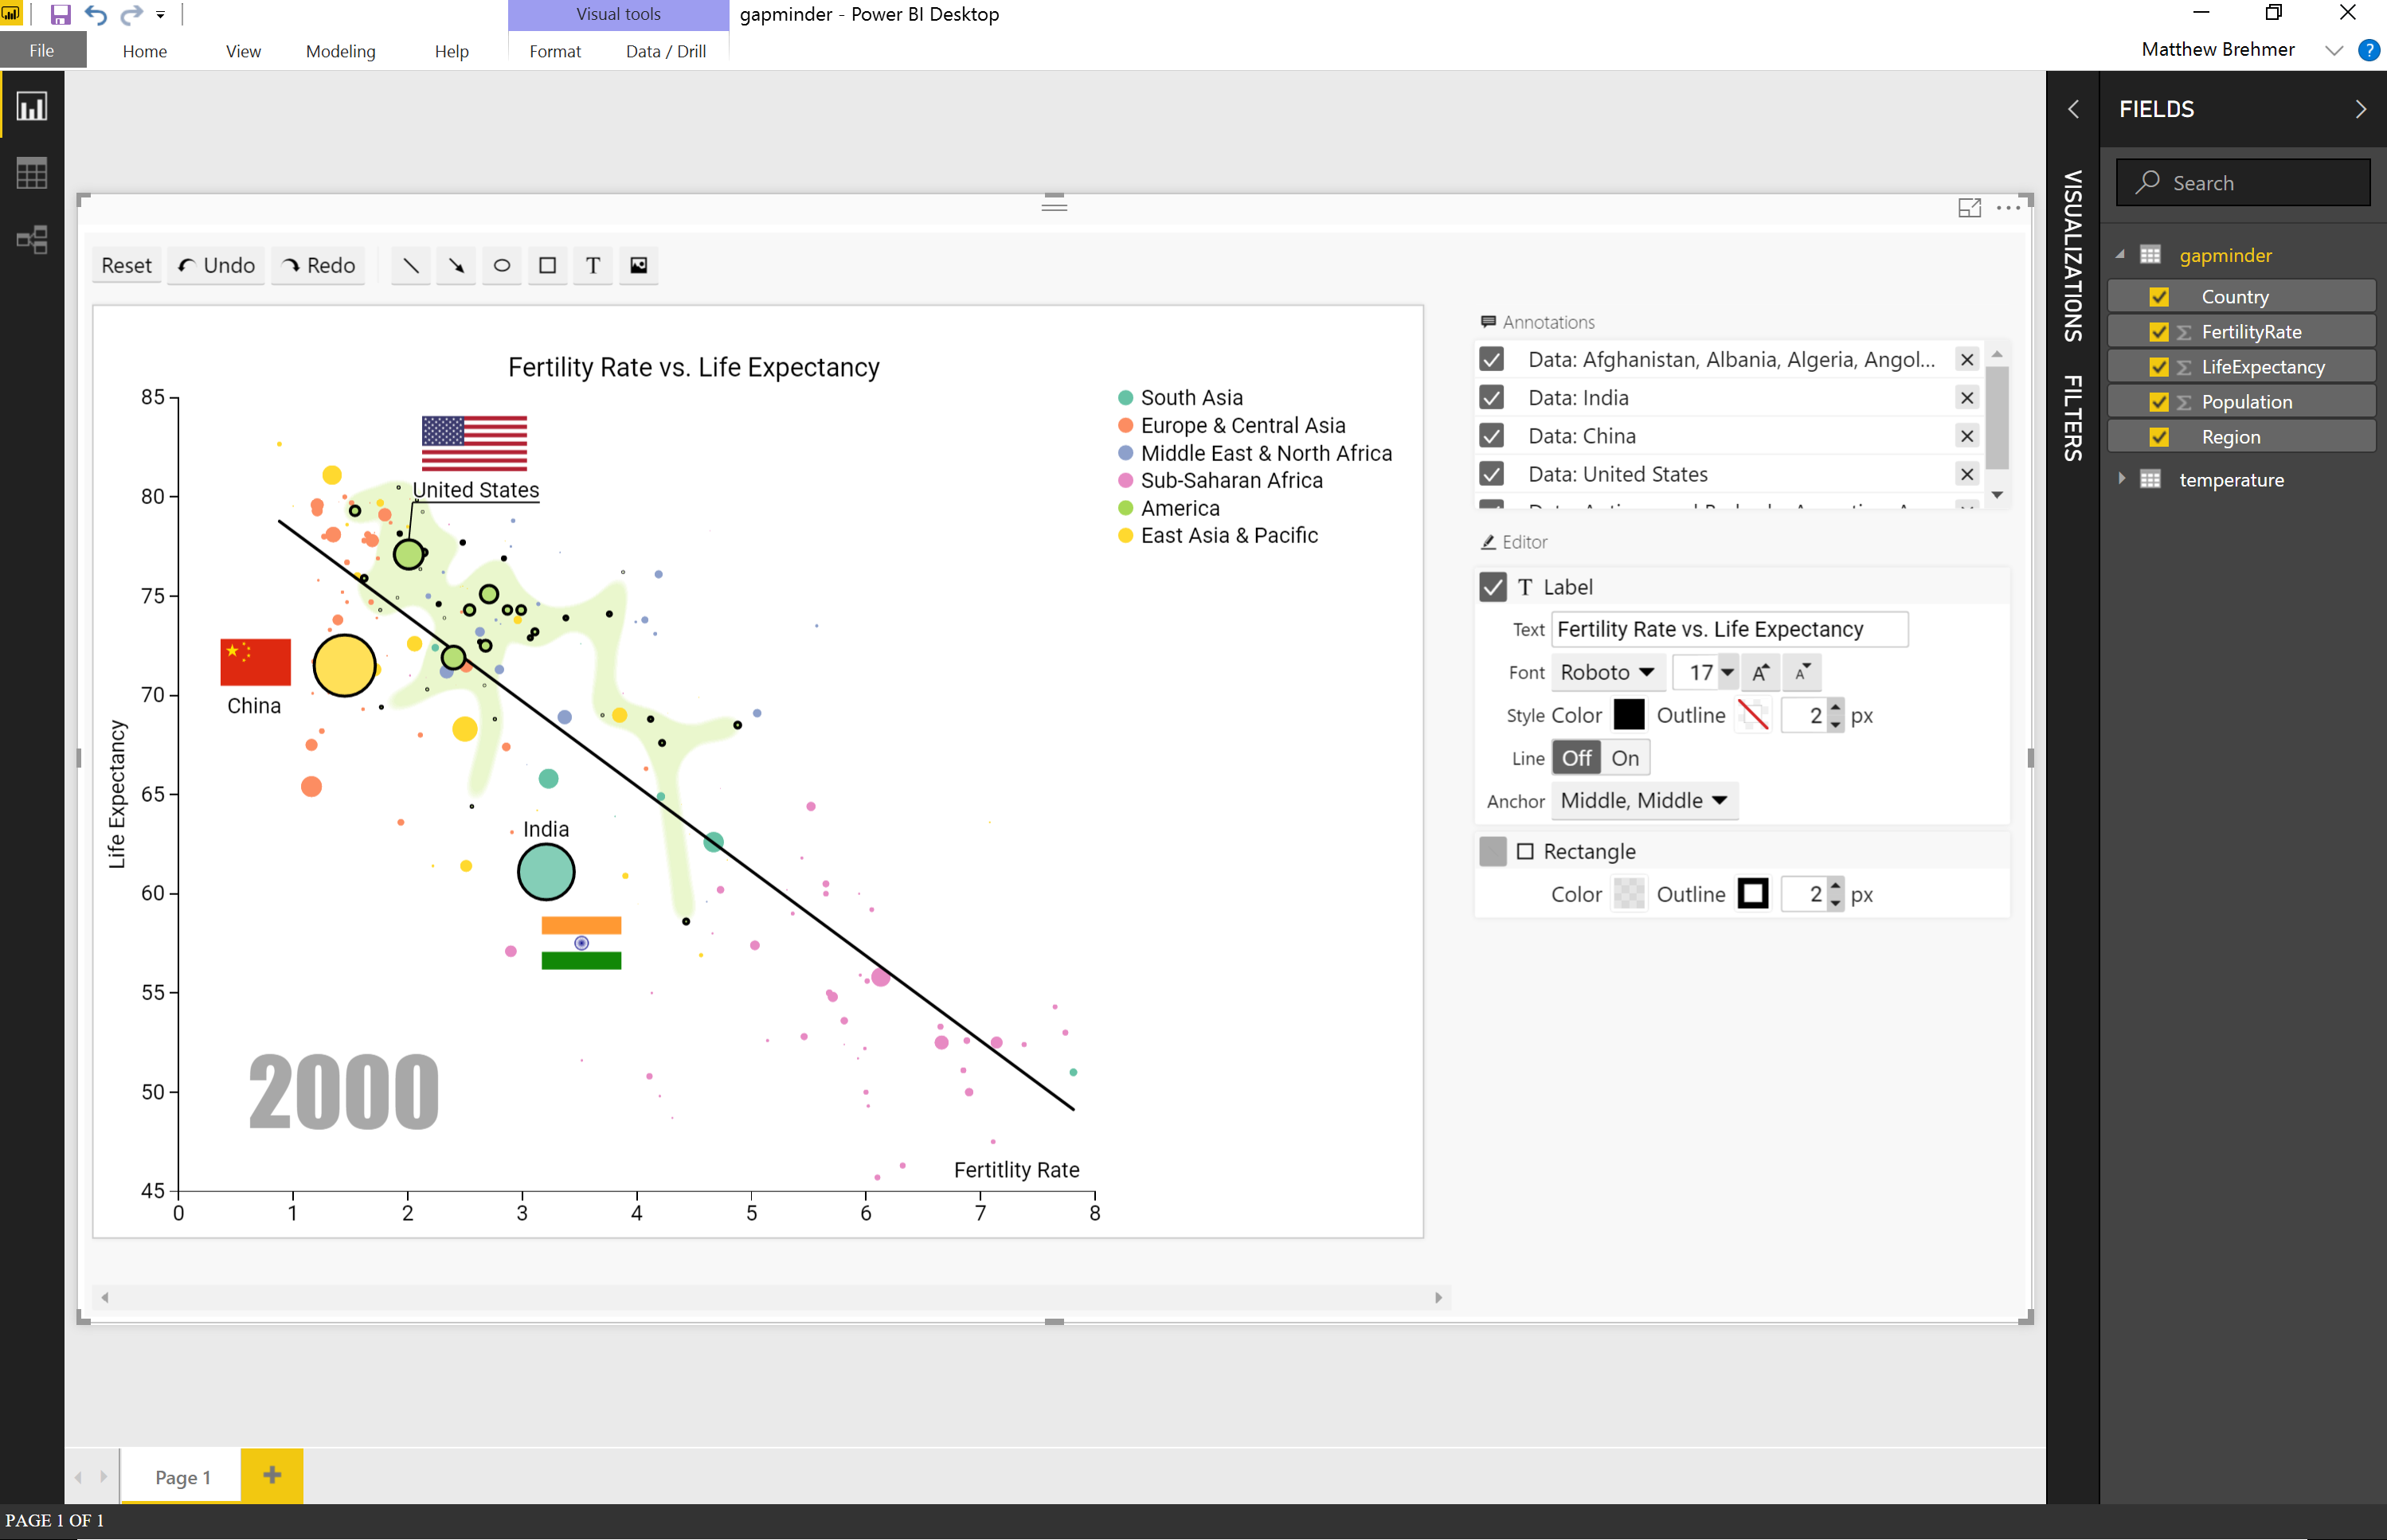 Visual tools
gapminder - Power BI Desktop
File
Home
View
Modeling
Help
Format
Data / Drill
Matthew Brehmer
?
Reset
Undo
Redo
T
Fertility Rate vs. Life Expectancy
85
80
75
70
65
60
55
50
45
0
1
2
3
4
5
6
7
8
Life Expectancy
Fertitlity Rate
United States
China
India
2000
South Asia
Europe & Central Asia
Middle East & North Africa
Sub-Saharan Africa
America
East Asia & Pacific
Annotations
Data: Afghanistan, Albania, Algeria, Angol...
Data: India
Data: China
Data: United States
Editor
T Label
Text Fertility Rate vs. Life Expectancy
Font Roboto 17 A A
Style Color Outline 2 px
Line Off On
Anchor Middle, Middle
Rectangle
Color Outline 2 px
VISUALIZATIONS
FILTERS
FIELDS
Search
gapminder
Country
Σ FertilityRate
Σ LifeExpectancy
Σ Population
Region
temperature
Page 1
PAGE 1 OF 1